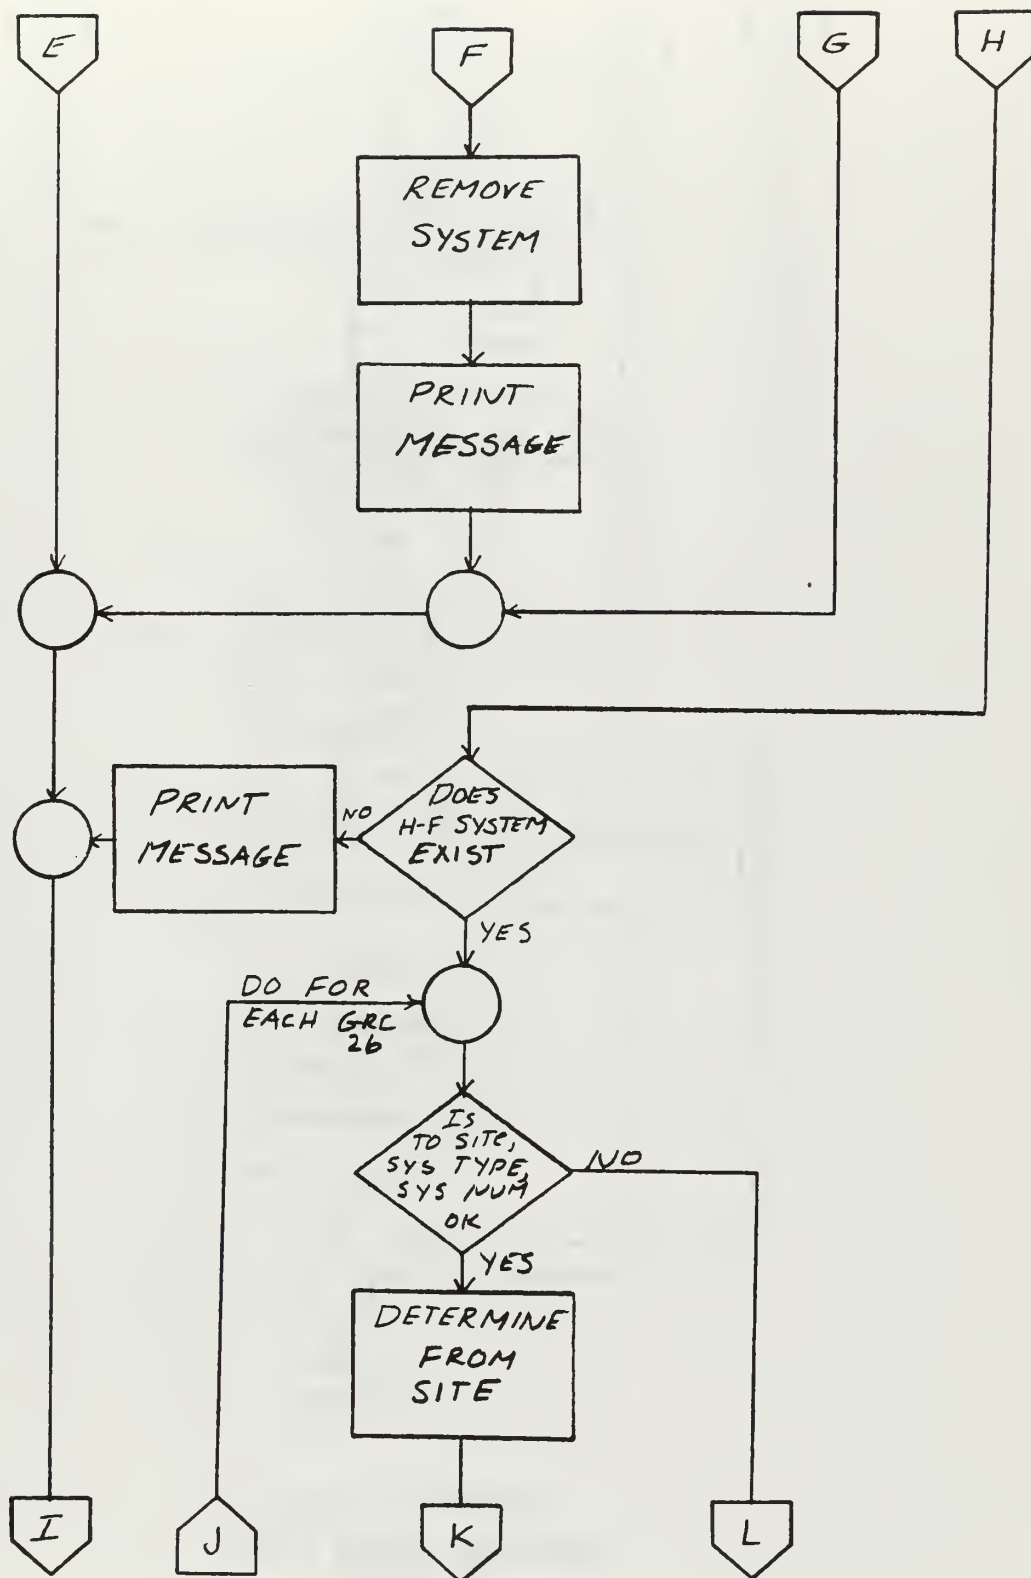 E
F
G
H
REMOVE
SYSTEM
PRIINT
MESSAGE
PRINT
MESSAGE
NO
DOES
H-F SYSTEM
EXIST
YES
DO FOR
EACH GRC
26
IS
TO SITE,
SYS TYPE,
SYS NUM
OK
NO
YES
DETERMINE
FROM
SITE
I
J
K
L